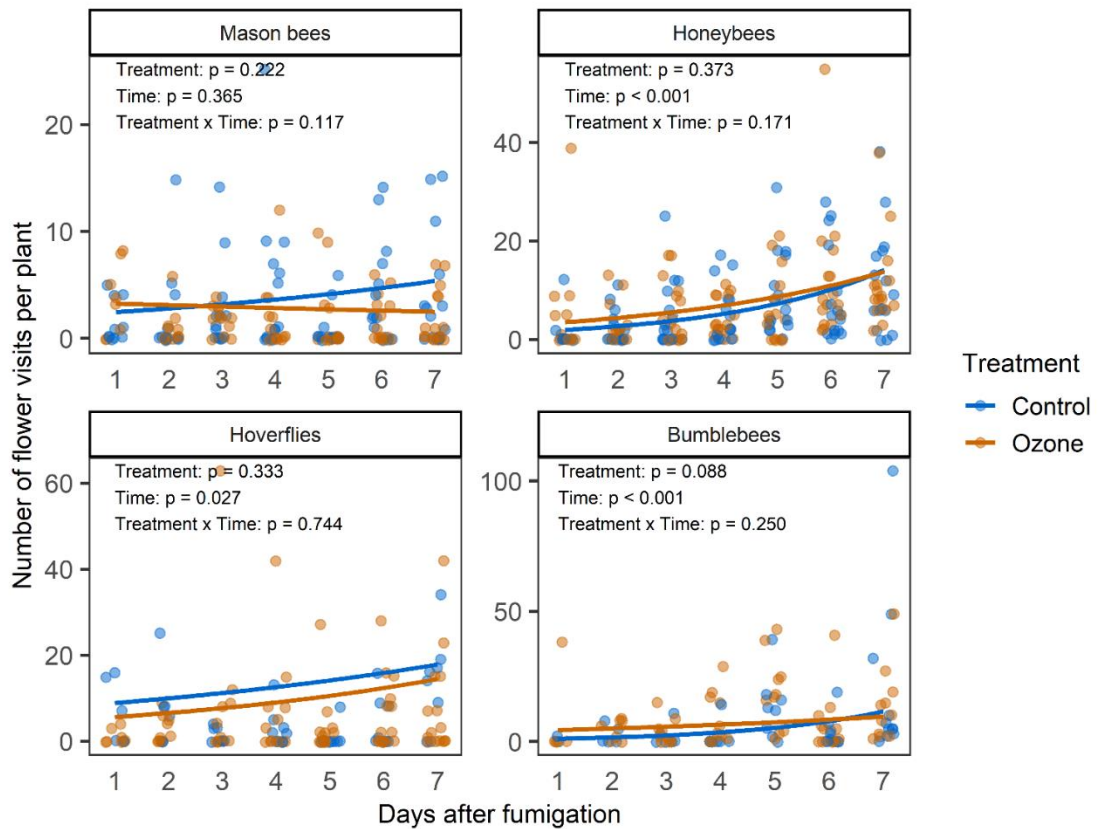 Mason bees
Treatment: p = 0.222
Time: p = 0.365
Treatment x Time: p = 0.117
20
10
0
1 2 3 4 5 6 7
Honeybees
Treatment: p = 0.373
Time: p < 0.001
Treatment x Time: p = 0.171
40
20
0
1 2 3 4 5 6 7
Hoverflies
Treatment: p = 0.333
Time: p = 0.027
Treatment x Time: p = 0.744
60
40
20
0
1 2 3 4 5 6 7
Bumblebees
Treatment: p = 0.088
Time: p < 0.001
Treatment x Time: p = 0.250
100
50
0
1 2 3 4 5 6 7
Number of flower visits per plant
Days after fumigation
Treatment
Control
Ozone